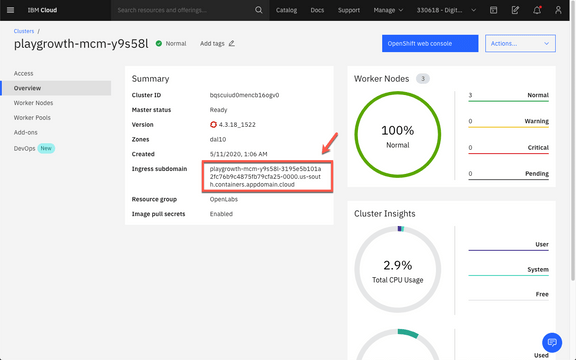 IBM Cloud
Search resources and offerings...
Catalog
Docs
Support
Manage
330618 - Digit...
Clusters /
playgrowth-mcm-y9s58l
Normal
Add tags
OpenShift web console
Actions...
Access
Overview
Worker Nodes
Worker Pools
Add-ons
DevOps New
Summary
Cluster ID bqscuiud0mencb16ogv0
Master status Ready
Version 4.3.18_1522
Zones dal10
Created 5/11/2020, 1:06 AM
Ingress subdomain playgrowth-mcm-y9s58l-3195e5b101a
2fc76b9c4875fb79cfa25-0000.us-sout
h.containers.appdomain.cloud
Resource group OpenLabs
Image pull secrets Enabled
Worker Nodes 3
100%
Normal
3 Normal
0 Warning
0 Critical
0 Pending
Cluster Insights
2.9%
Total CPU Usage
User
System
Free
Used